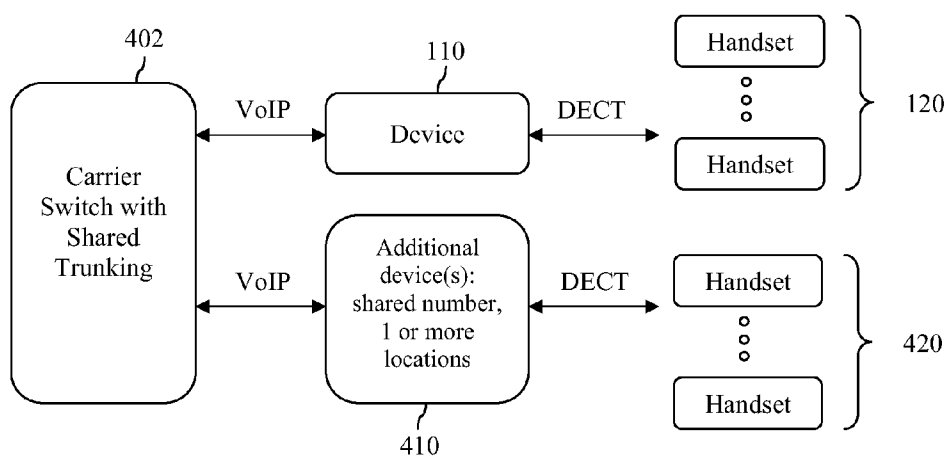 402
Carrier
Switch with
Shared
Trunking
VoIP
110
Device
DECT
Handset
Handset
120
VoIP
Additional
device(s):
shared number,
1 or more
locations
410
DECT
Handset
Handset
420